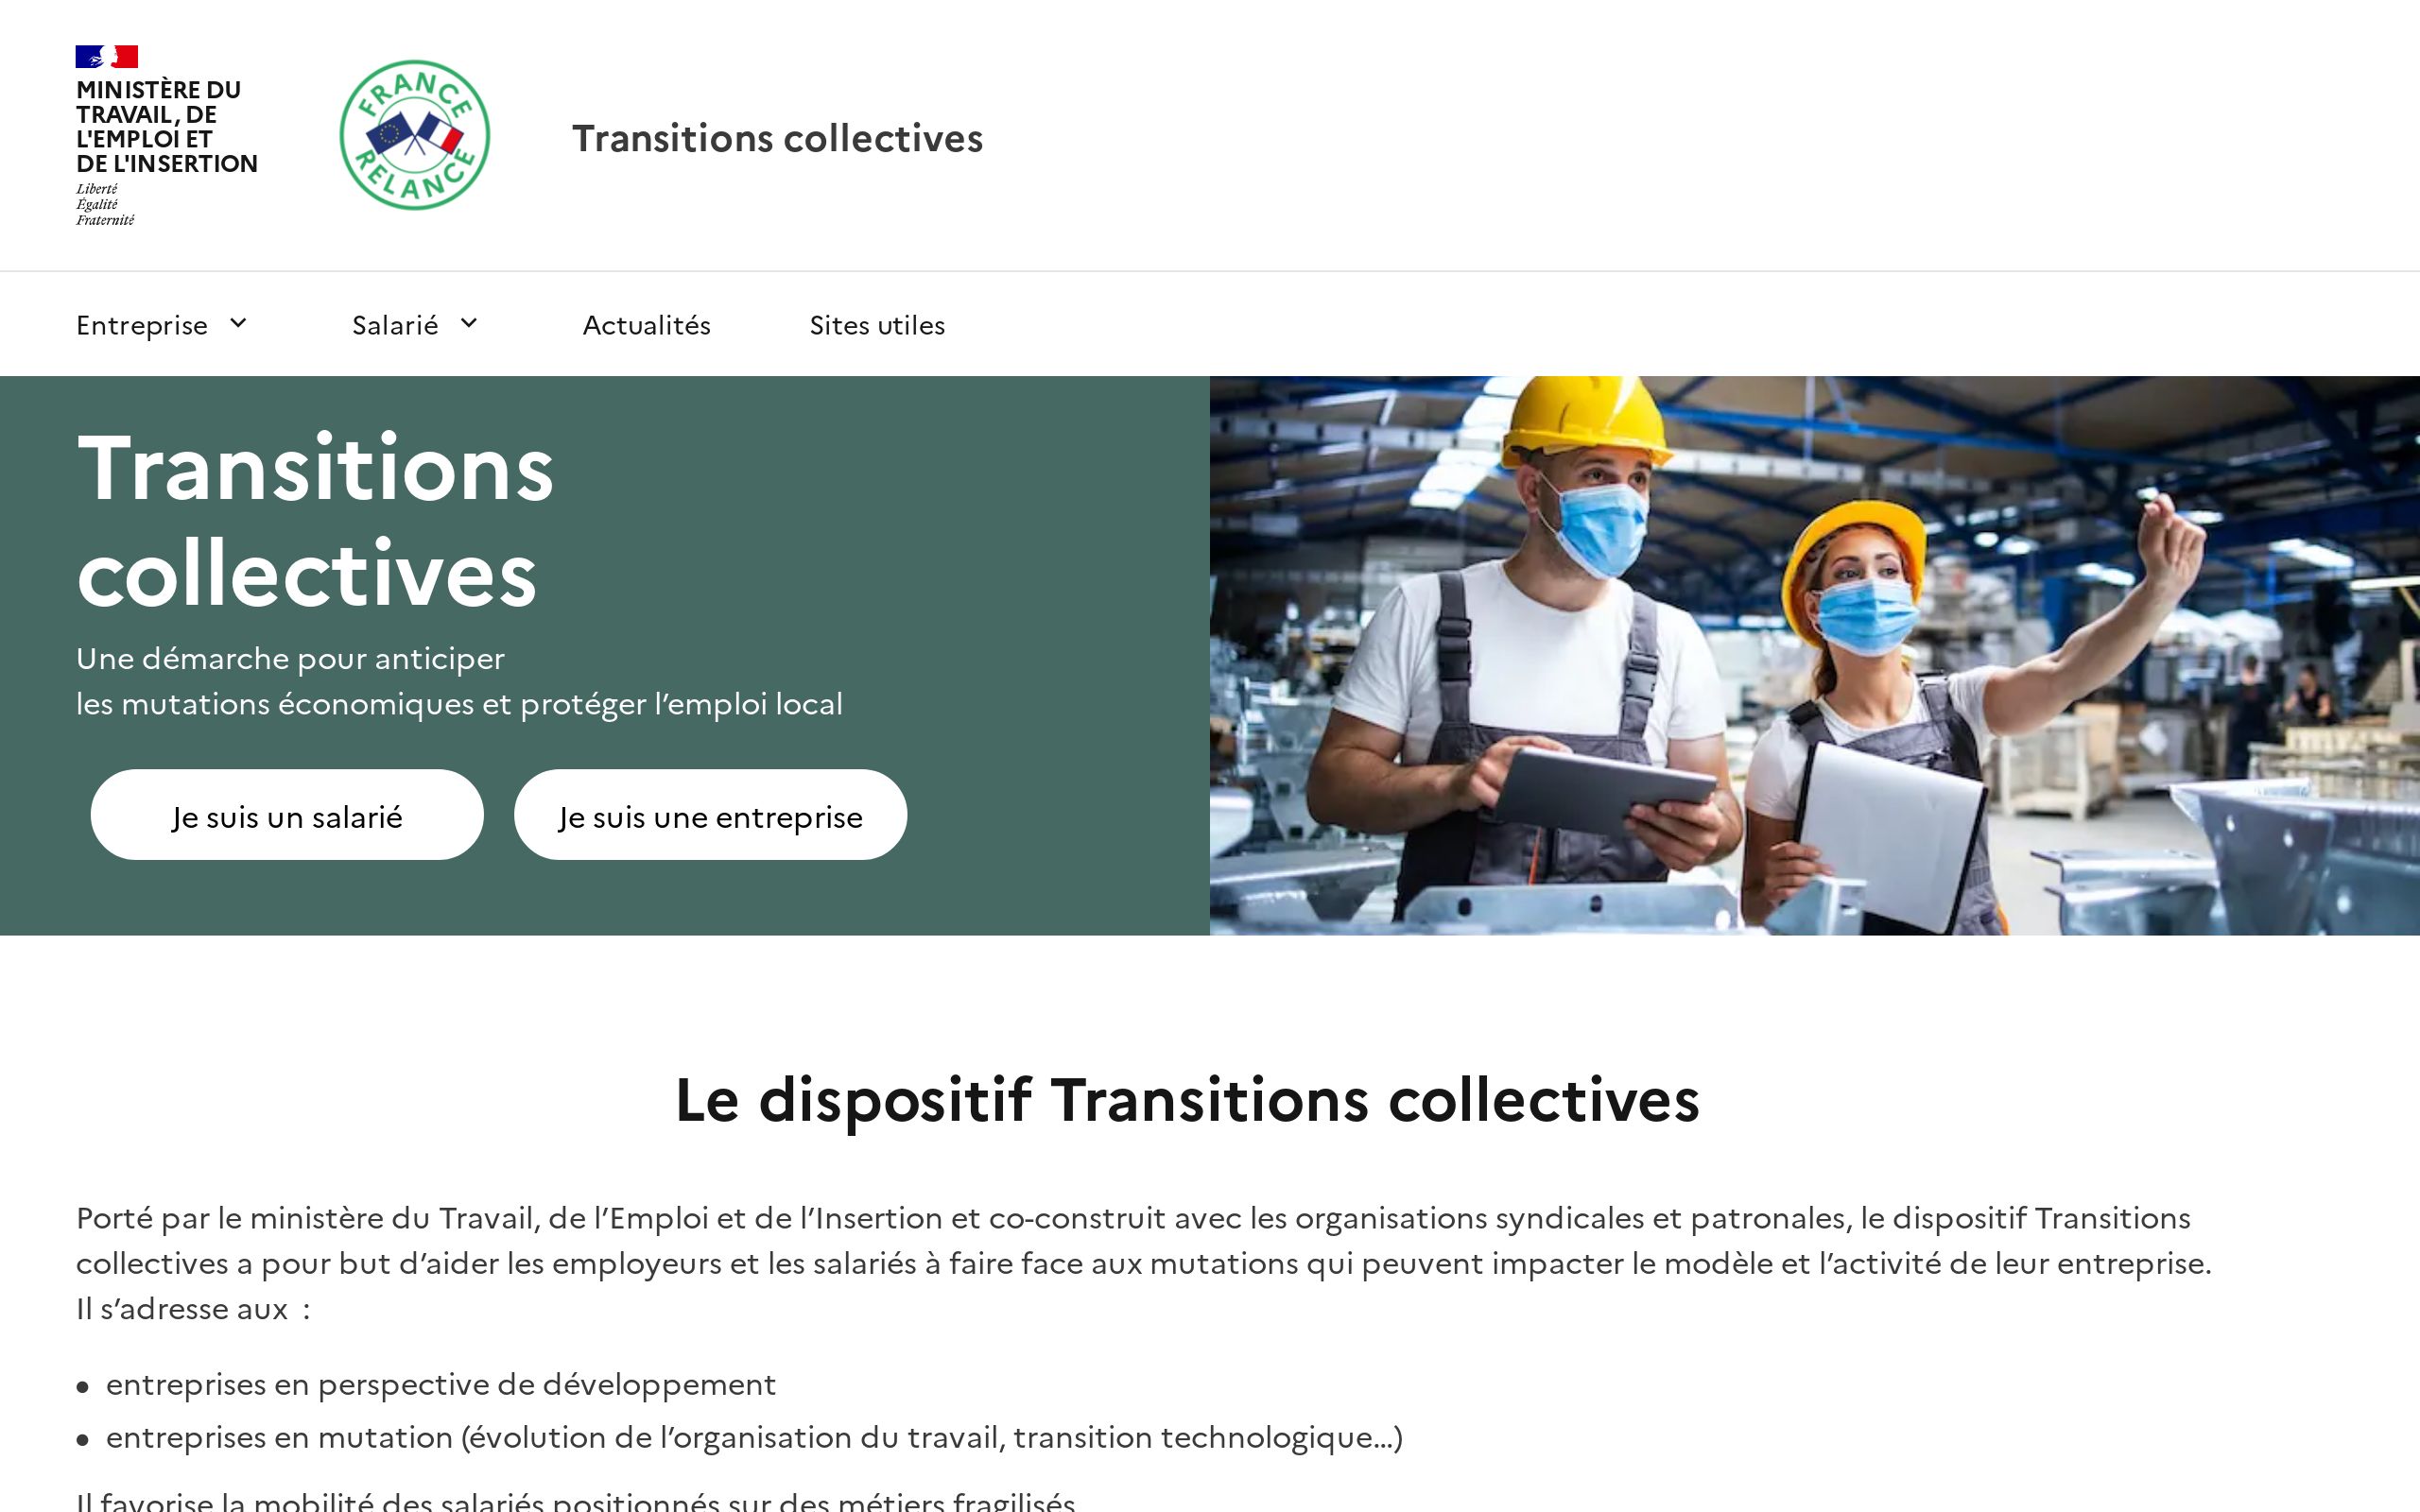 MINISTÈRE DU
TRAVAIL, DE
L'EMPLOI ET
DE L'INSERTION
Liberté
Égalité
Fraternité
FRANCE
RELANCE
Transitions collectives
Entreprise
Salarié
Actualités
Sites utiles
Transitions
collectives
Une démarche pour anticiper
les mutations économiques et protéger l’emploi local
Je suis un salarié
Je suis une entreprise
Le dispositif Transitions collectives
Porté par le ministère du Travail, de l’Emploi et de l’Insertion et co-construit avec les organisations syndicales et patronales, le dispositif Transitions
collectives a pour but d’aider les employeurs et les salariés à faire face aux mutations qui peuvent impacter le modèle et l’activité de leur entreprise.
Il s’adresse aux :
• entreprises en perspective de développement
• entreprises en mutation (évolution de l’organisation du travail, transition technologique…)
Il favorise la mobilité des salariés positionnés sur des métiers fragilisés